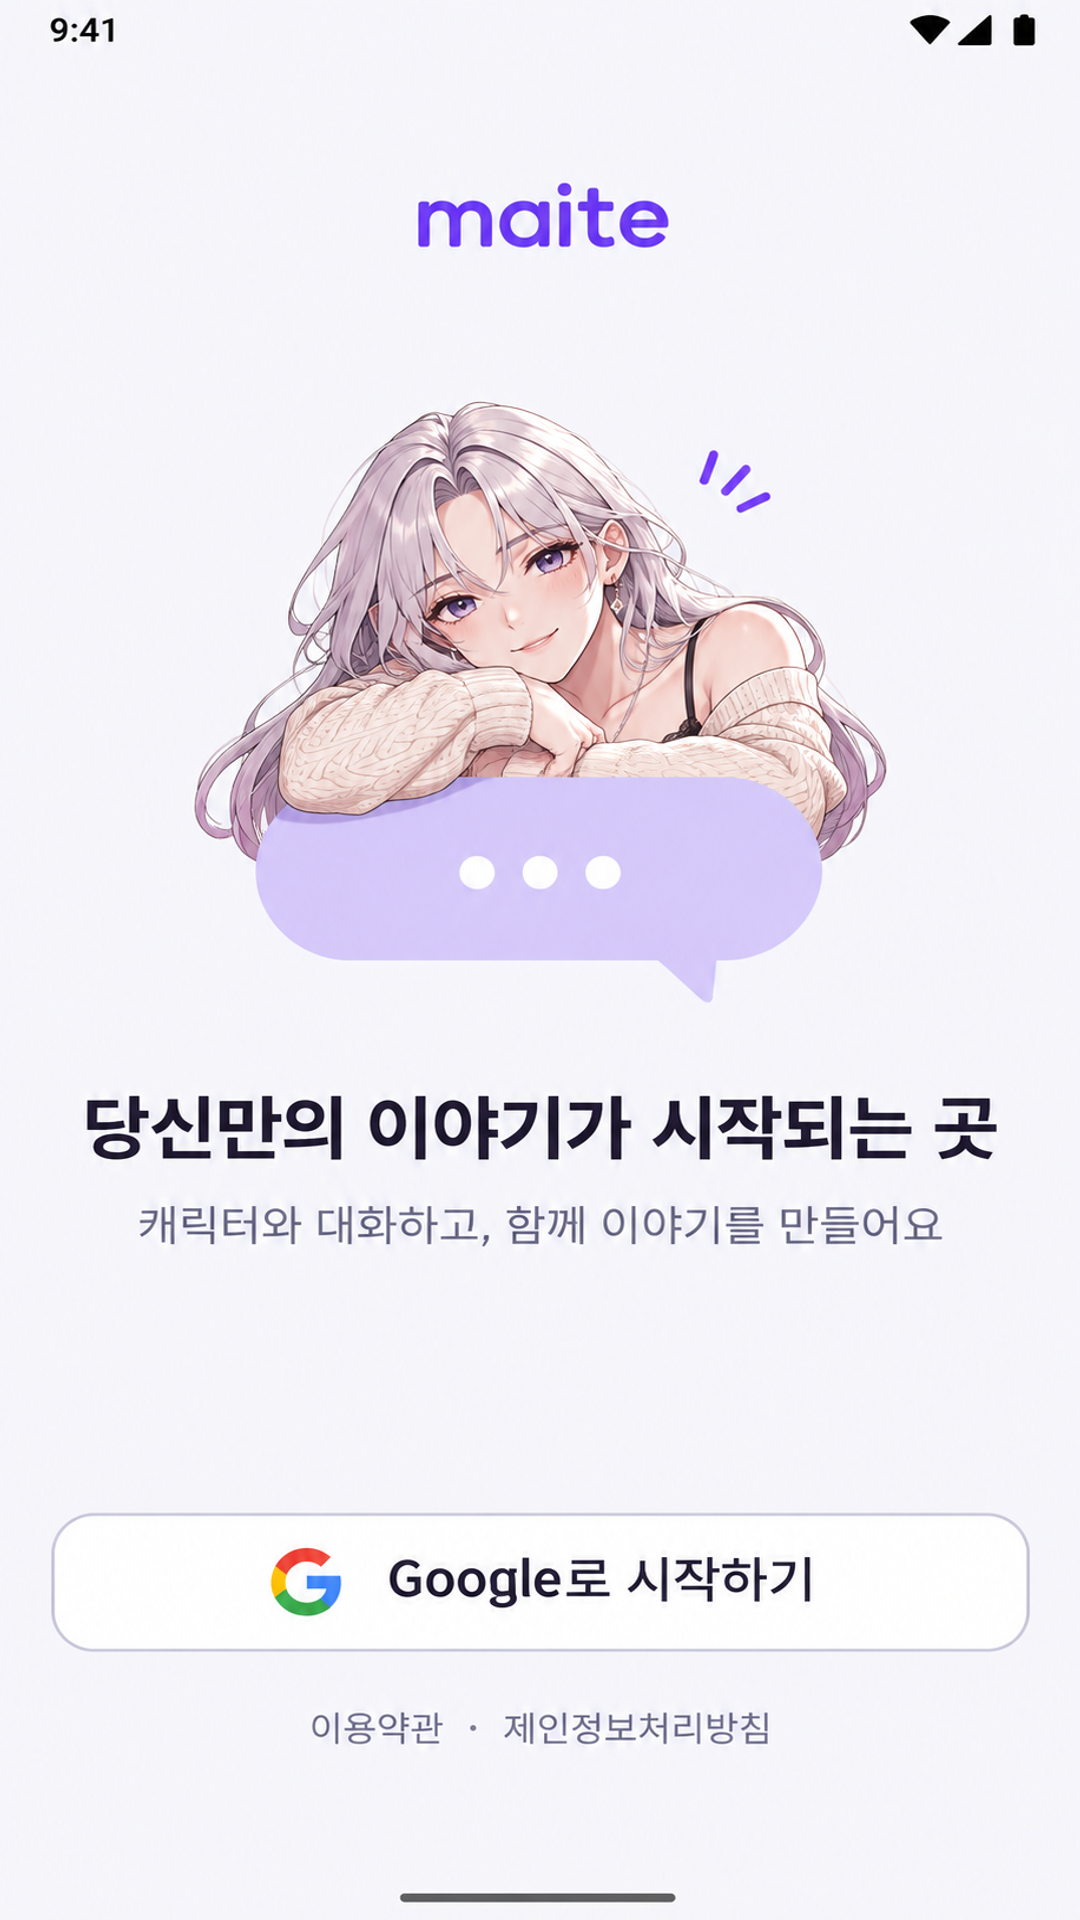 9:41
maite
당신만의 이야기가 시작되는 곳
캐릭터와 대화하고, 함께 이야기를 만들어요
Google로 시작하기
이용약관 · 제인정보처리방침